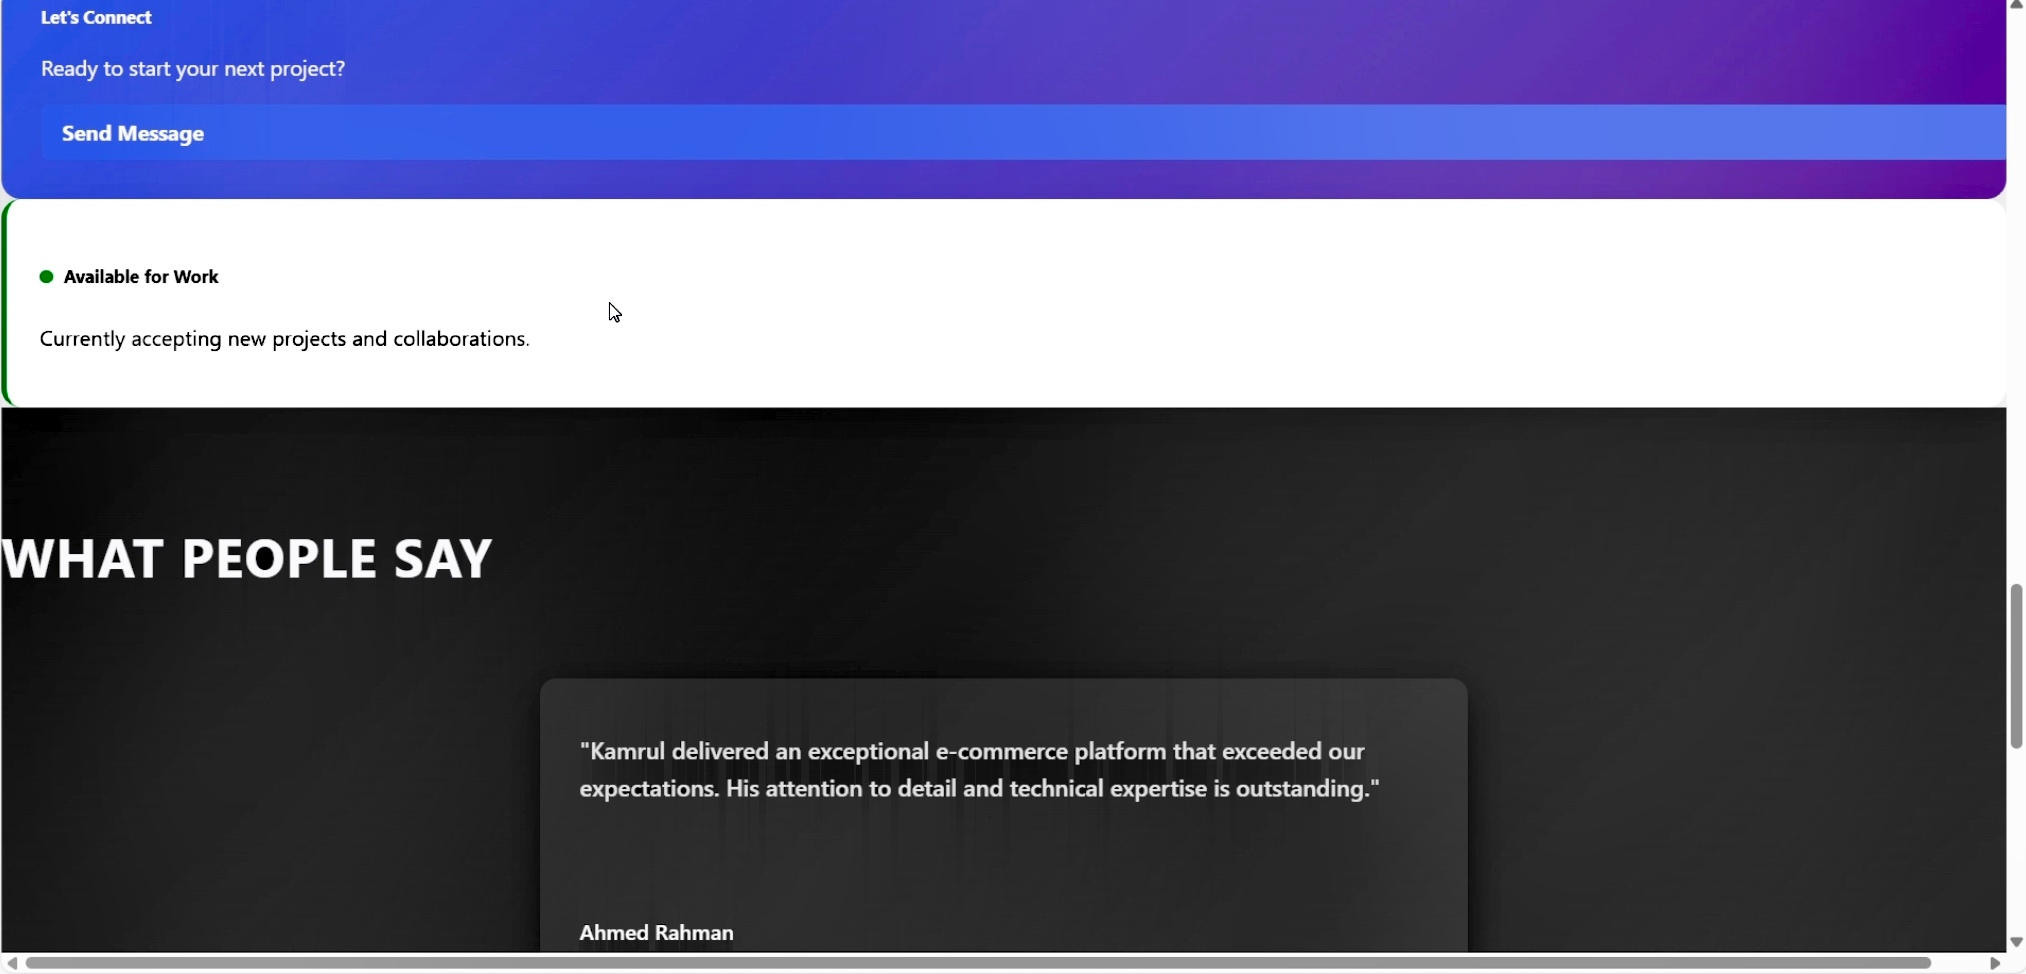 Let's Connect
Ready to start your next project?
Send Message
Available for Work
Currently accepting new projects and collaborations.
WHAT PEOPLE SAY
"Kamrul delivered an exceptional e-commerce platform that exceeded our
expectations. His attention to detail and technical expertise is outstanding."
Ahmed Rahman